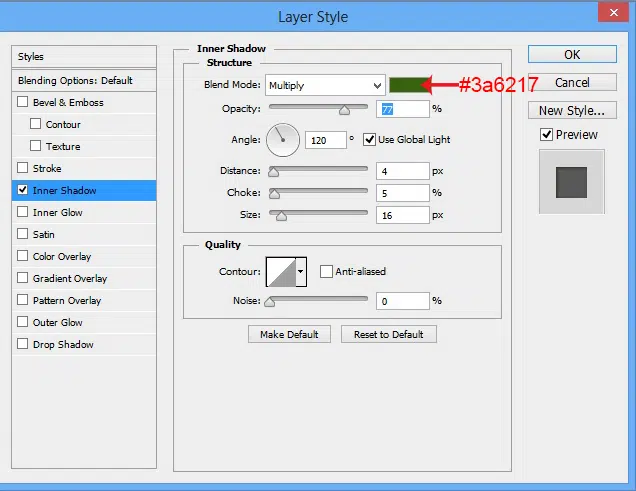 Layer Style
Styles
Blending Options: Default
Bevel & Emboss
Contour
Texture
Stroke
Inner Shadow
Inner Glow
Satin
Color Overlay
Gradient Overlay
Pattern Overlay
Outer Glow
Drop Shadow
Inner Shadow
Structure
Blend Mode: Multiply #3a6217
Opacity: 77 %
Angle: 120 ° Use Global Light
Distance: 4 px
Choke: 5 %
Size: 16 px
Quality
Contour: Anti-aliased
Noise: 0 %
Make Default Reset to Default
OK
Cancel
New Style...
Preview